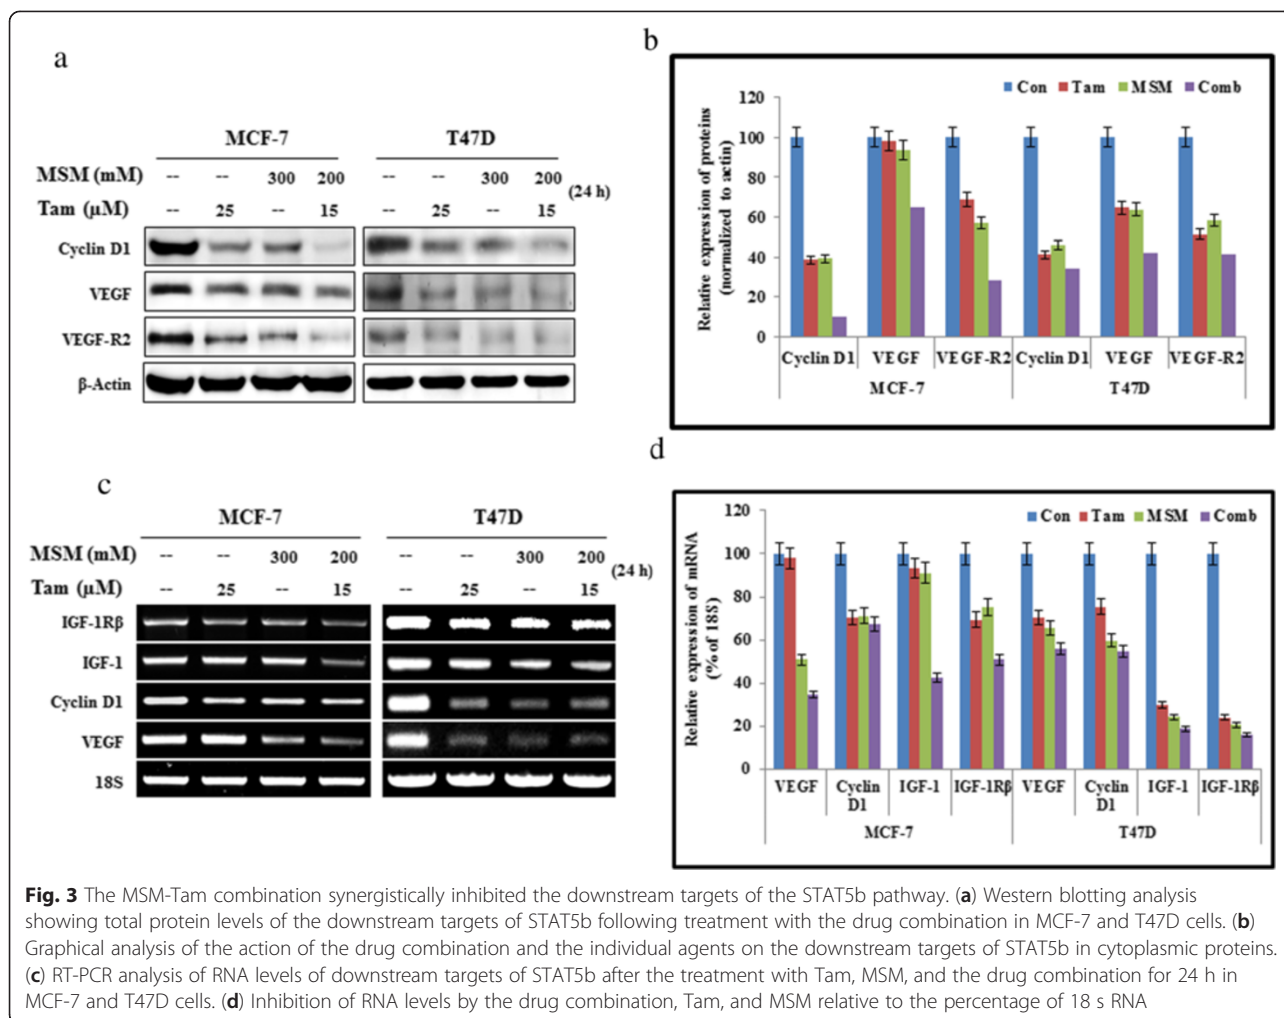 a
MCF-7 T47D
MSM (mM) -- -- 300 200 -- -- 300 200 (24 h)
Tam (µM) -- 25 -- 15 -- 25 -- 15
Cyclin D1
VEGF
VEGF-R2
β-Actin
b
Con Tam MSM Comb
Relative expression of proteins
(normalized to actin)
120
100
80
60
40
20
0
Cyclin D1 VEGF VEGF-R2 Cyclin D1 VEGF VEGF-R2
MCF-7 T47D
c
MCF-7 T47D
MSM (mM) -- -- 300 200 -- -- 300 200 (24 h)
Tam (µM) -- 25 -- 15 -- 25 -- 15
IGF-1Rβ
IGF-1
Cyclin D1
VEGF
18S
d
Con Tam MSM Comb
Relative expression of mRNA
(% of 18S)
120
100
80
60
40
20
0
VEGF Cyclin IGF-1 IGF-1Rβ VEGF Cyclin IGF-1 IGF-1Rβ
D1 D1
MCF-7 T47D
Fig. 3 The MSM-Tam combination synergistically inhibited the downstream targets of the STAT5b pathway. (a) Western blotting analysis
showing total protein levels of the downstream targets of STAT5b following treatment with the drug combination in MCF-7 and T47D cells. (b)
Graphical analysis of the action of the drug combination and the individual agents on the downstream targets of STAT5b in cytoplasmic proteins.
(c) RT-PCR analysis of RNA levels of downstream targets of STAT5b after the treatment with Tam, MSM, and the drug combination for 24 h in
MCF-7 and T47D cells. (d) Inhibition of RNA levels by the drug combination, Tam, and MSM relative to the percentage of 18 s RNA